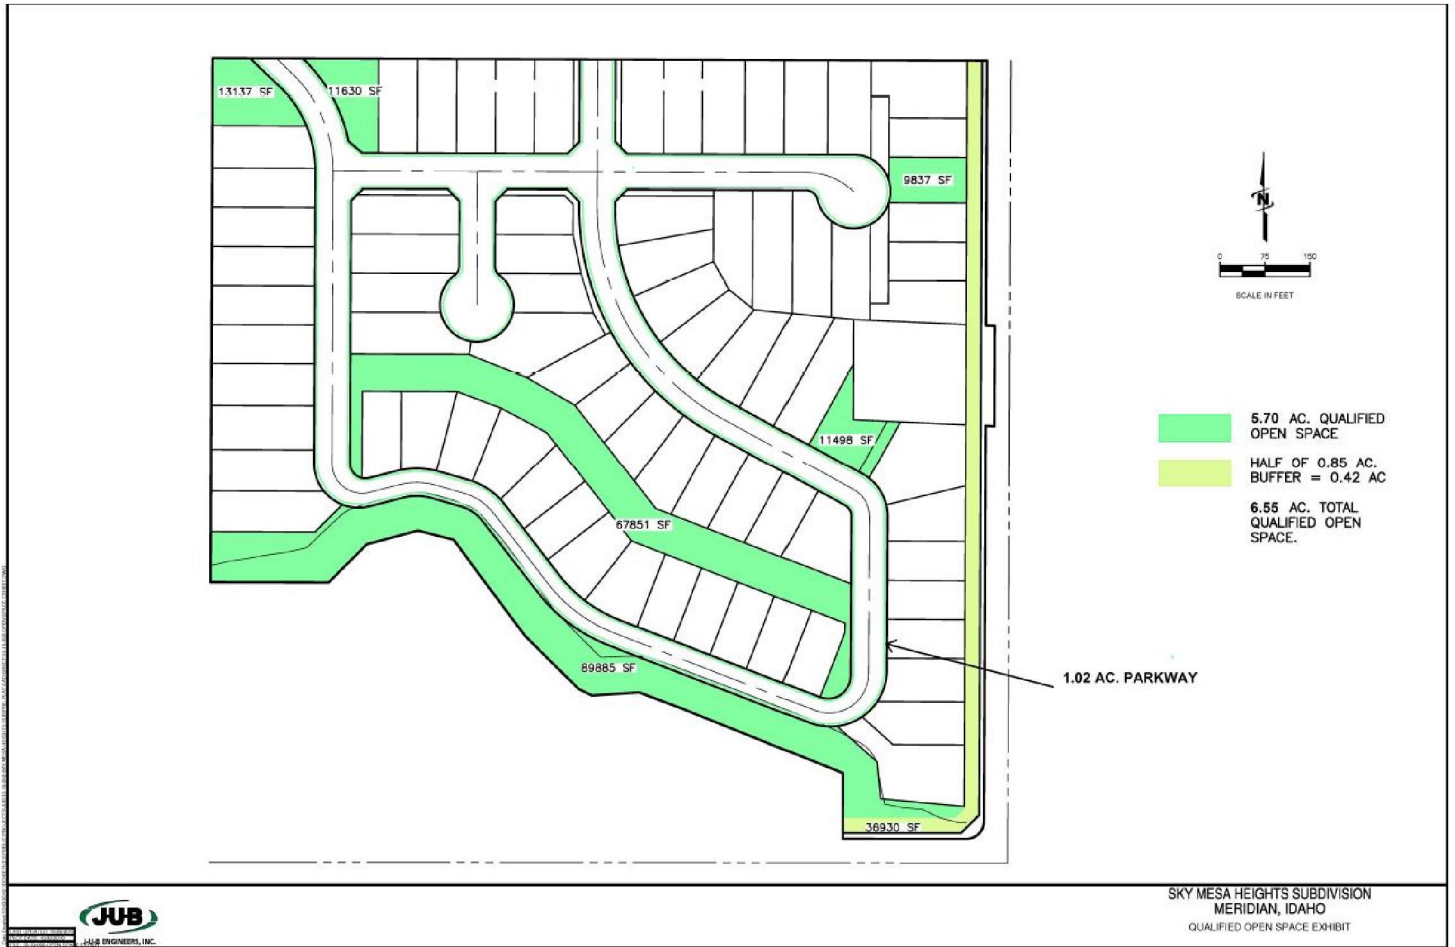 13137 SF
11630 SF
9837 SF
N
0 75 150
SCALE IN FEET
5.70 AC. QUALIFIED
OPEN SPACE
11498 SF
HALF OF 0.85 AC.
BUFFER = 0.42 AC
6.55 AC. TOTAL
QUALIFIED OPEN
SPACE.
67851 SF
89885 SF
1.02 AC. PARKWAY
36930 SF
SKY MESA HEIGHTS SUBDIVISION
MERIDIAN, IDAHO
QUALIFIED OPEN SPACE EXHIBIT
JUB
J-U-B ENGINEERS, INC.